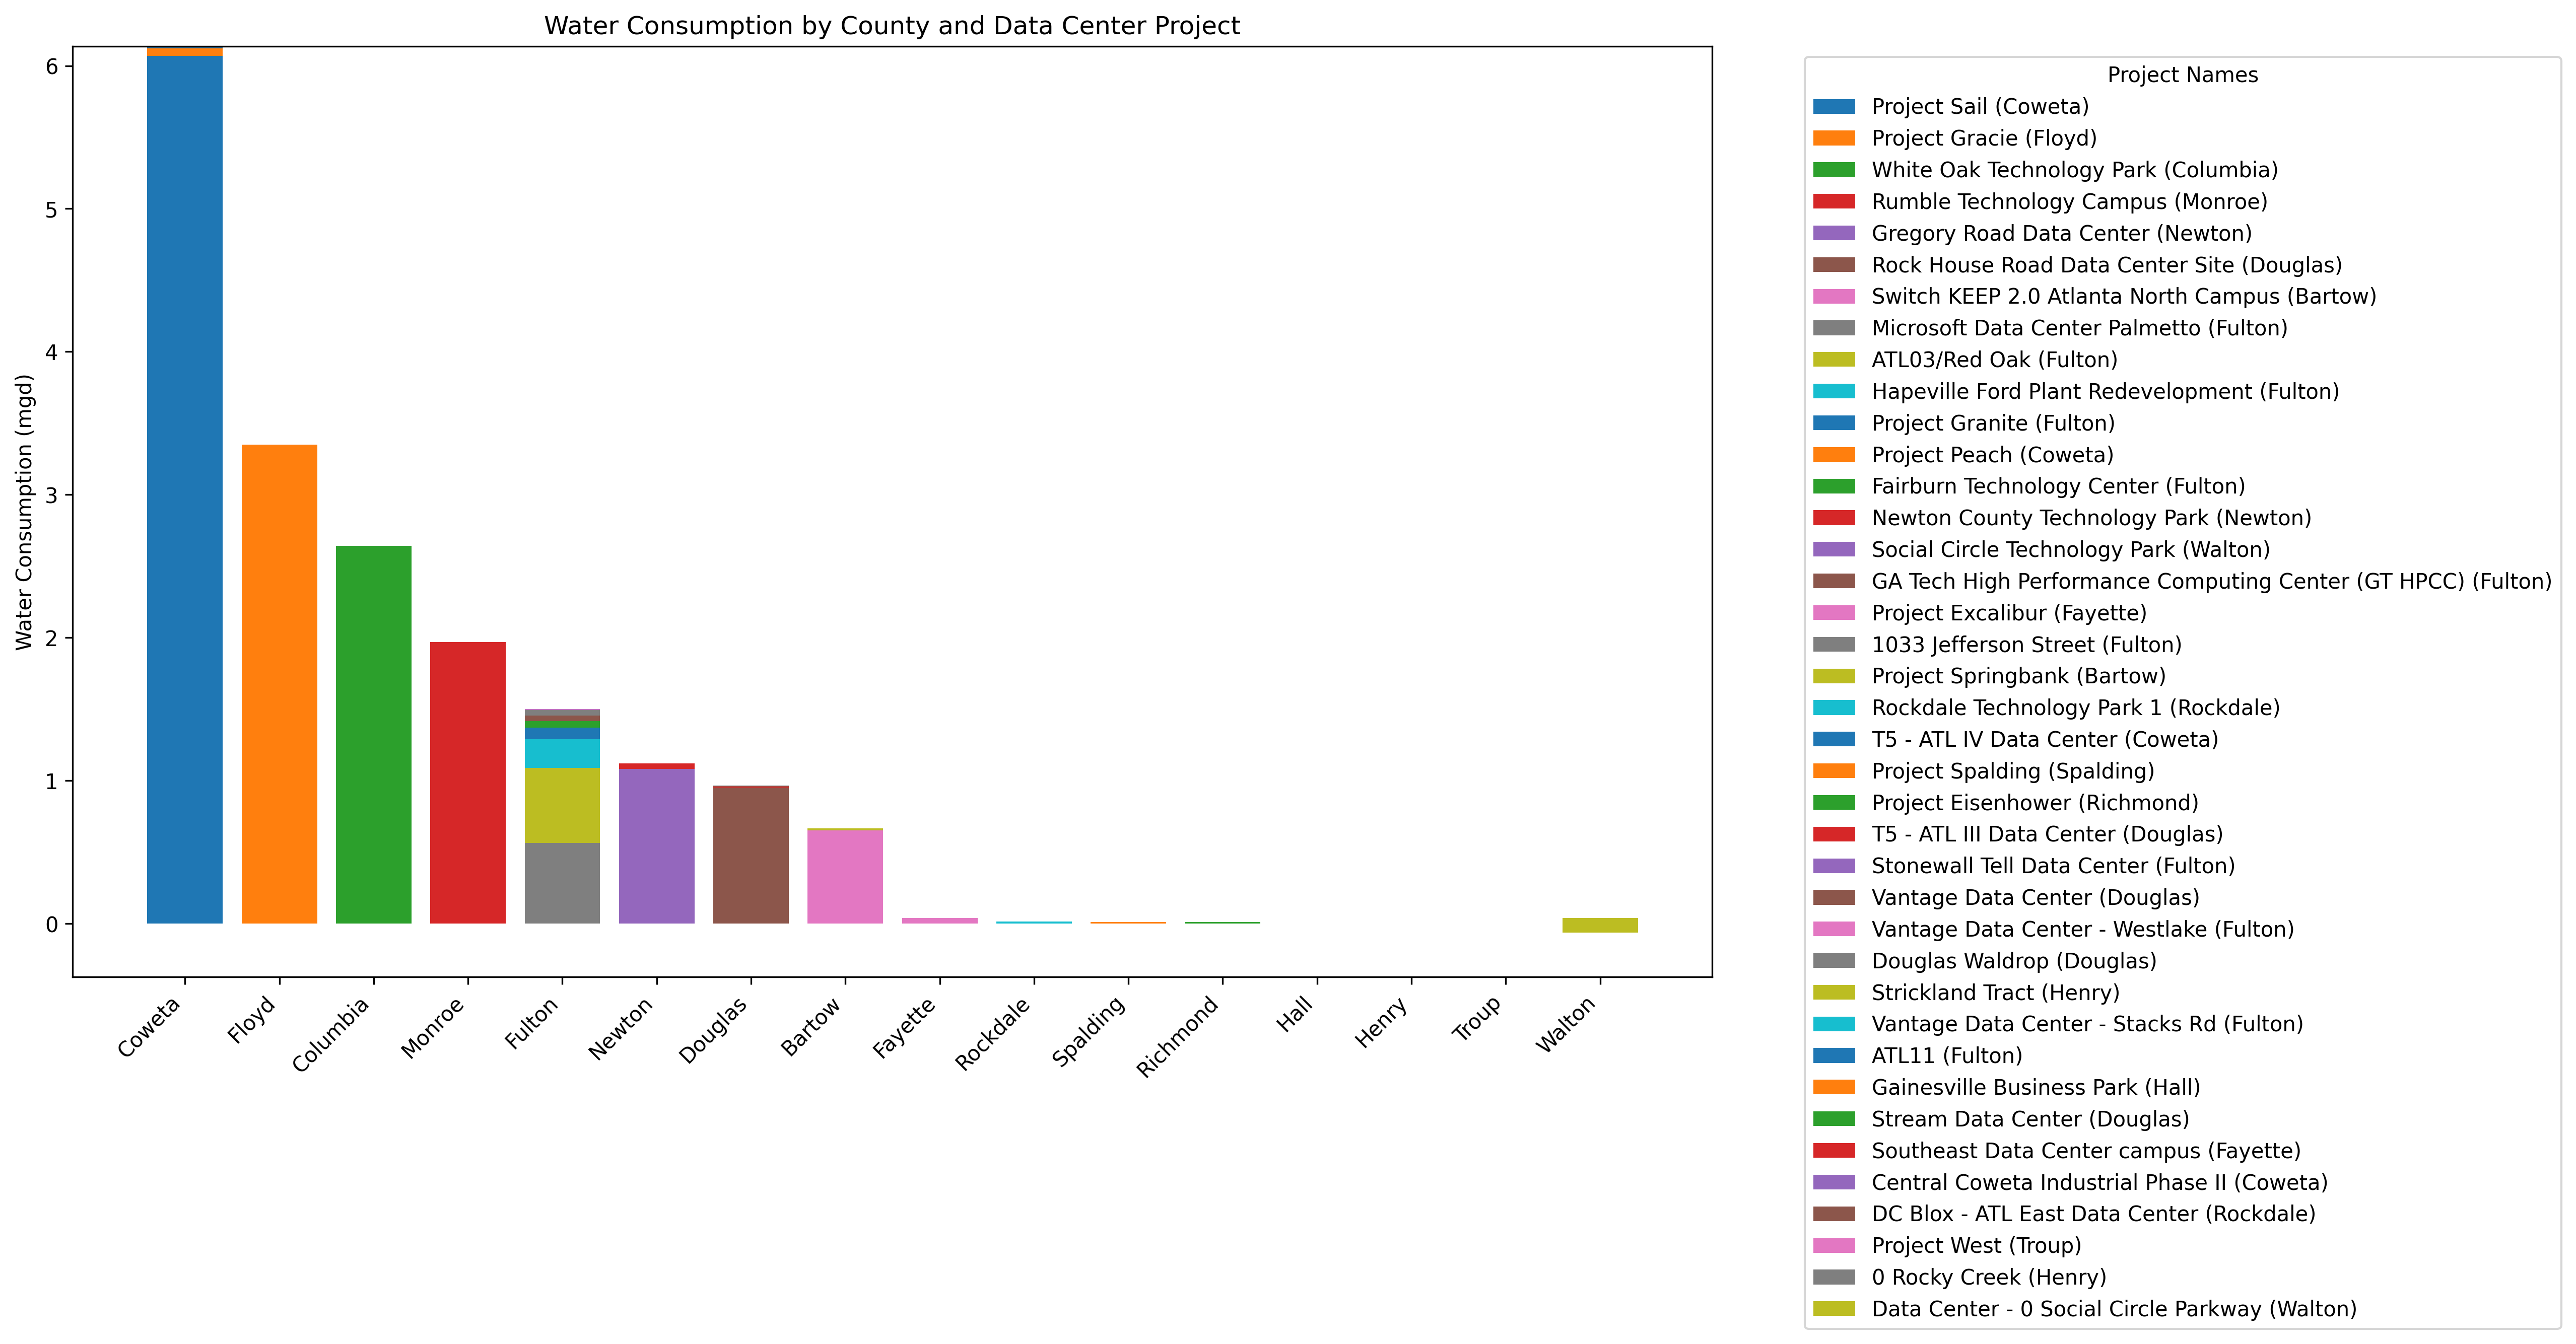 Water Consumption by County and Data Center Project
Water Consumption (mgd)
6
5
4
3
2
1
0
Coweta
Floyd
Columbia
Monroe
Fulton
Newton
Douglas
Bartow
Fayette
Rockdale
Spalding
Richmond
Hall
Henry
Troup
Walton
Project Names
Project Sail (Coweta)
Project Gracie (Floyd)
White Oak Technology Park (Columbia)
Rumble Technology Campus (Monroe)
Gregory Road Data Center (Newton)
Rock House Road Data Center Site (Douglas)
Switch KEEP 2.0 Atlanta North Campus (Bartow)
Microsoft Data Center Palmetto (Fulton)
ATL03/Red Oak (Fulton)
Hapeville Ford Plant Redevelopment (Fulton)
Project Granite (Fulton)
Project Peach (Coweta)
Fairburn Technology Center (Fulton)
Newton County Technology Park (Newton)
Social Circle Technology Park (Walton)
GA Tech High Performance Computing Center (GT HPCC) (Fulton)
Project Excalibur (Fayette)
1033 Jefferson Street (Fulton)
Project Springbank (Bartow)
Rockdale Technology Park 1 (Rockdale)
T5 - ATL IV Data Center (Coweta)
Project Spalding (Spalding)
Project Eisenhower (Richmond)
T5 - ATL III Data Center (Douglas)
Stonewall Tell Data Center (Fulton)
Vantage Data Center (Douglas)
Vantage Data Center - Westlake (Fulton)
Douglas Waldrop (Douglas)
Strickland Tract (Henry)
Vantage Data Center - Stacks Rd (Fulton)
ATL11 (Fulton)
Gainesville Business Park (Hall)
Stream Data Center (Douglas)
Southeast Data Center campus (Fayette)
Central Coweta Industrial Phase II (Coweta)
DC Blox - ATL East Data Center (Rockdale)
Project West (Troup)
0 Rocky Creek (Henry)
Data Center - 0 Social Circle Parkway (Walton)